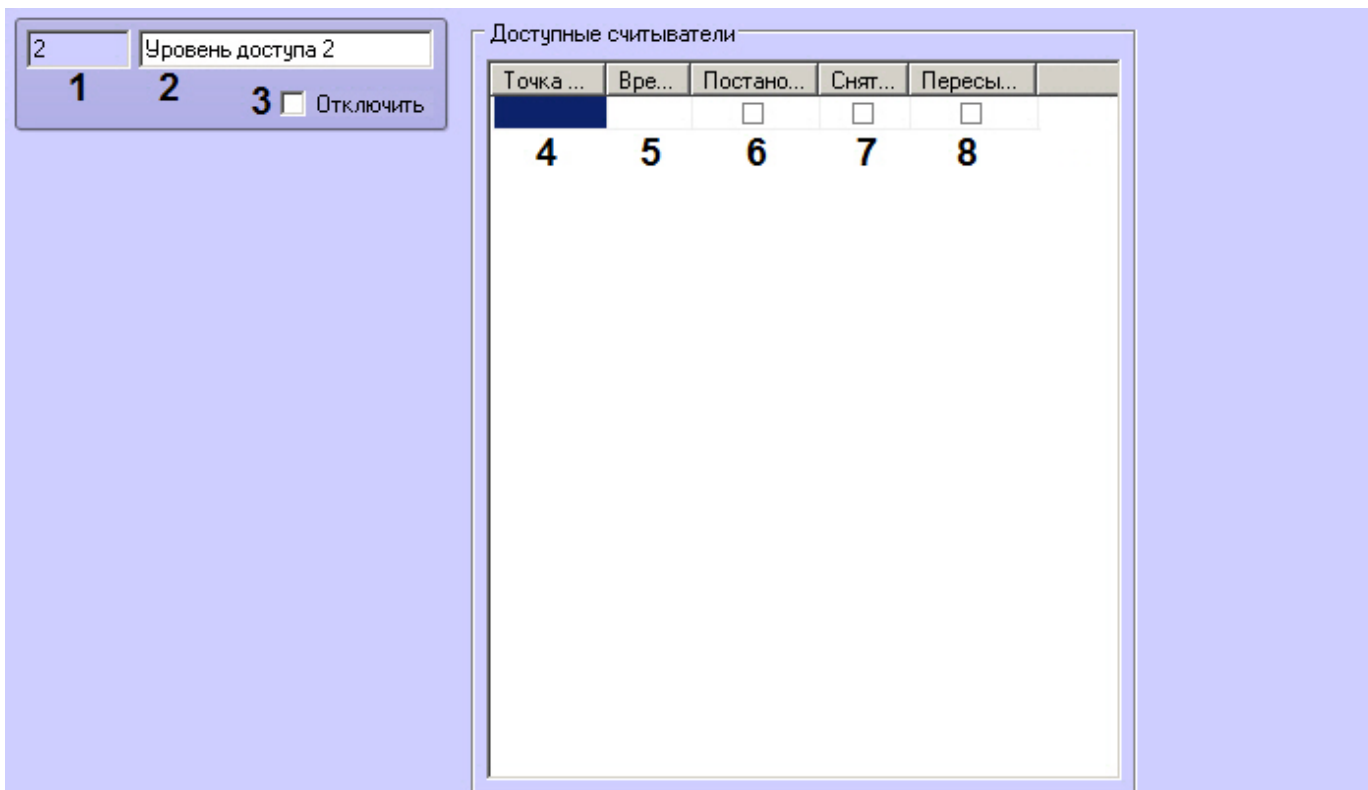 2 Уровень доступа 2
1 2 3 Отключить
Доступные считыватели
Точка ... Вре... Постано... Снят... Пересы...
4 5 6 7 8